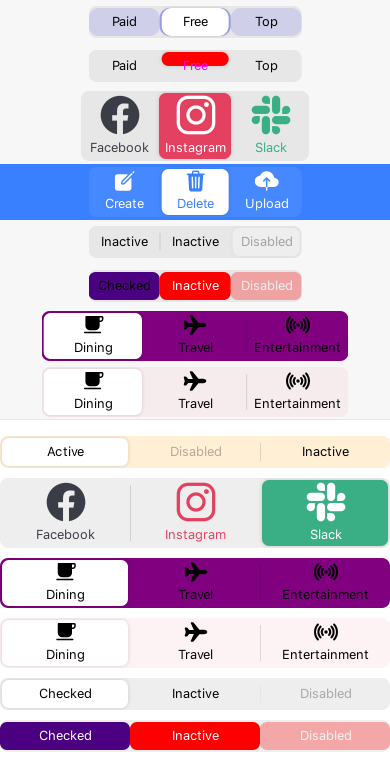 Paid Free Top
Paid Free Top
Facebook Instagram Slack
Create Delete Upload
Inactive Inactive Disabled
Checked Inactive Disabled
Dining Travel Entertainment
Dining Travel Entertainment
Active Disabled Inactive
Facebook Instagram Slack
Dining Travel Entertainment
Dining Travel Entertainment
Checked Inactive Disabled
Checked Inactive Disabled